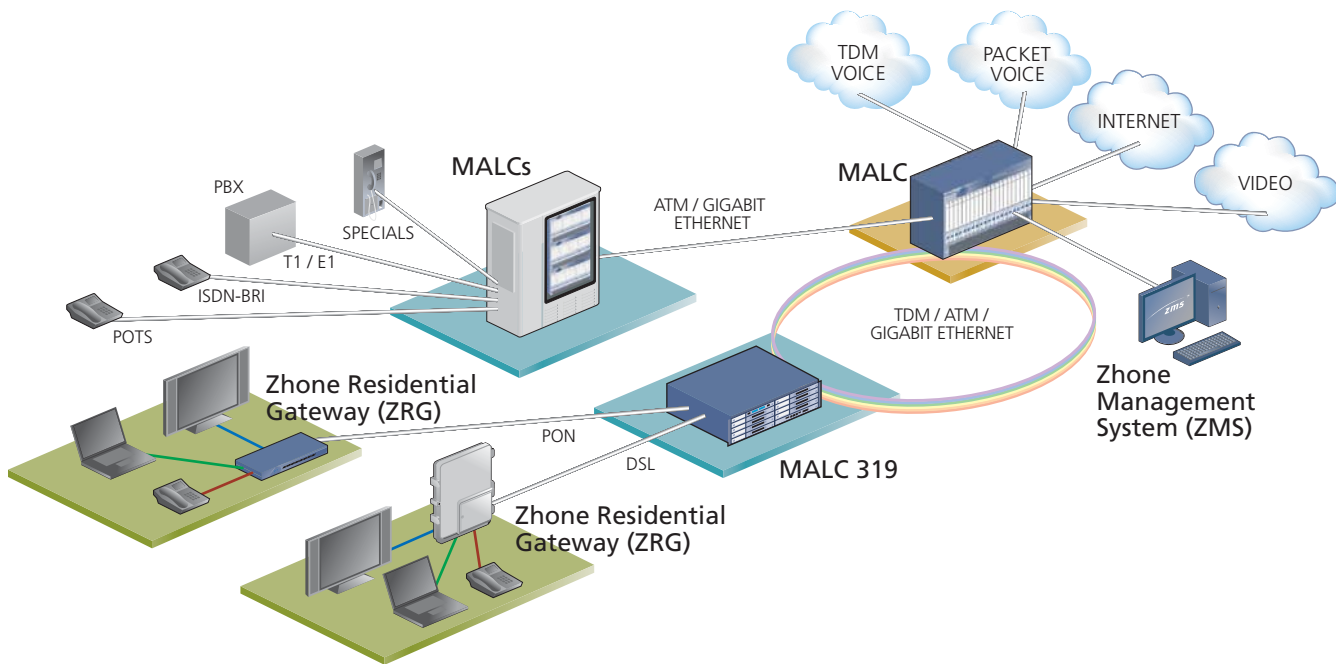 TDM
VOICE
PACKET
VOICE
INTERNET
VIDEO
MALC
MALCs
PBX
SPECIALS
ATM / GIGABIT
ETHERNET
T1 / E1
ISDN-BRI
POTS
TDM / ATM /
GIGABIT ETHERNET
zms
Zhone
Management
System (ZMS)
Zhone Residential
Gateway (ZRG)
PON
DSL
MALC 319
Zhone Residential
Gateway (ZRG)